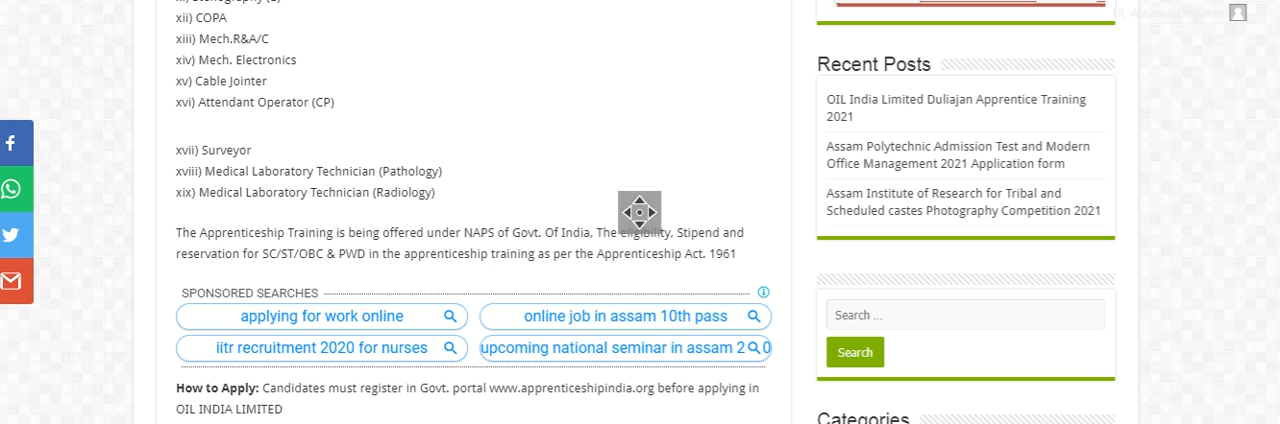 xii) COPA
xiii) Mech.R&A/C
xiv) Mech. Electronics
xv) Cable Jointer
xvi) Attendant Operator (CP)
xvii) Surveyor
xviii) Medical Laboratory Technician (Pathology)
xix) Medical Laboratory Technician (Radiology)
The Apprenticeship Training is being offered under NAPS of Govt. Of India, The eligibility, Stipend and
reservation for SC/ST/OBC & PWD in the apprenticeship training as per the Apprenticeship Act. 1961
SPONSORED SEARCHES
applying for work online
online job in assam 10th pass
iitr recruitment 2020 for nurses
upcoming national seminar in assam 2 0
How to Apply: Candidates must register in Govt. portal www.apprenticeshipindia.org before applying in
OIL INDIA LIMITED
Recent Posts
OIL India Limited Duliajan Apprentice Training
2021
Assam Polytechnic Admission Test and Modern
Office Management 2021 Application form
Assam Institute of Research for Tribal and
Scheduled castes Photography Competition 2021
Search ...
Search
Categories